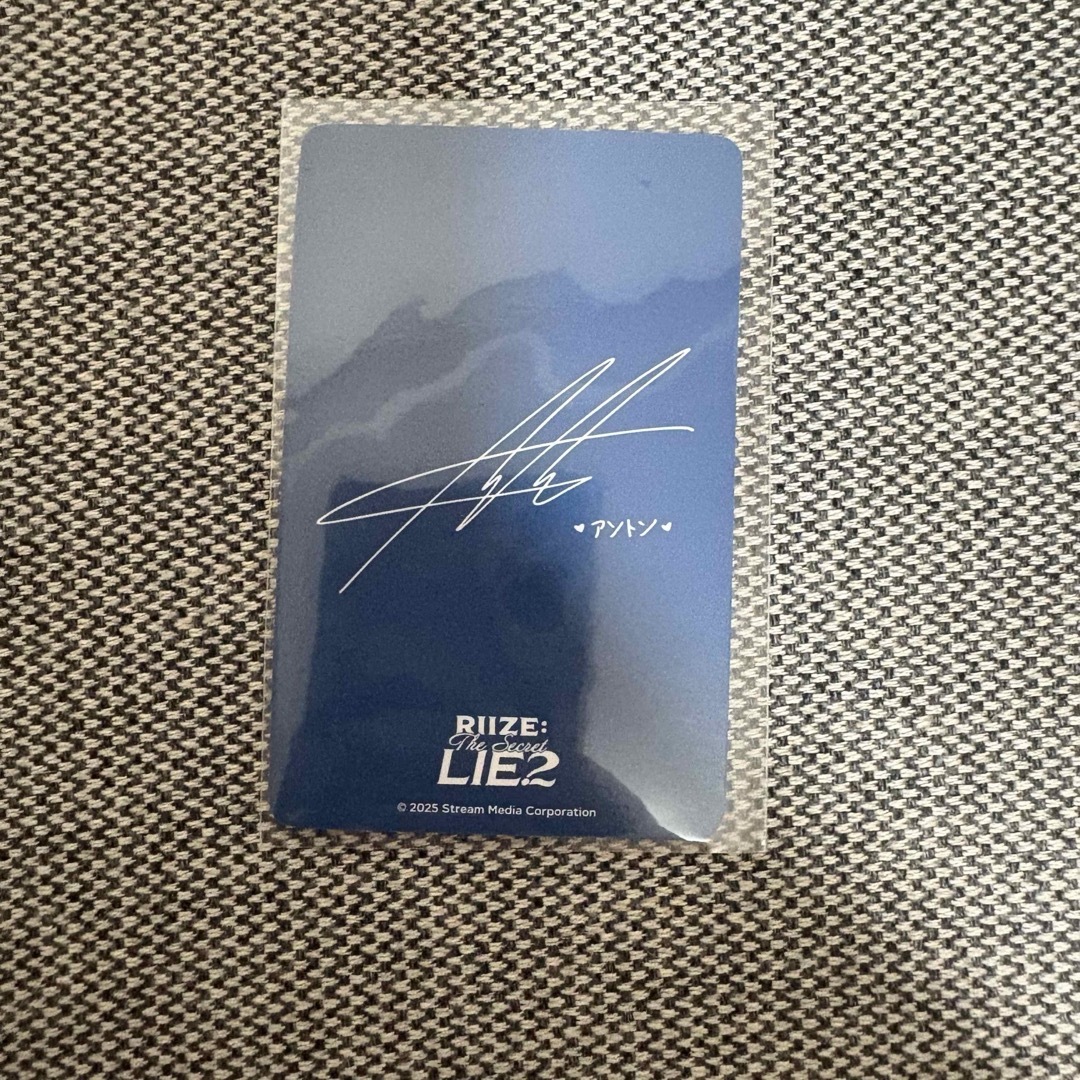 ♥アントン♥
RIIZE:
The Secret
LIE.2
© 2025 Stream Media Corporation